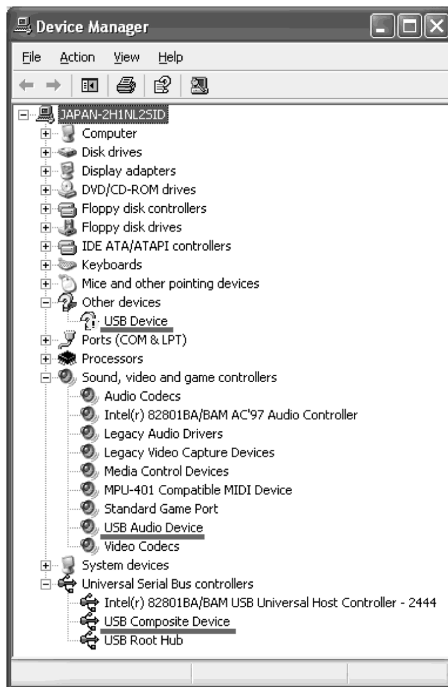 Device Manager
File Action View Help
JAPAN-2H1NL2SID
Computer
Disk drives
Display adapters
DVD/CD-ROM drives
Floppy disk controllers
Floppy disk drives
IDE ATA/ATAPI controllers
Keyboards
Mice and other pointing devices
Other devices
USB Device
Ports (COM & LPT)
Processors
Sound, video and game controllers
Audio Codecs
Intel(r) 82801BA/BAM AC'97 Audio Controller
Legacy Audio Drivers
Legacy Video Capture Devices
Media Control Devices
MPU-401 Compatible MIDI Device
Standard Game Port
USB Audio Device
Video Codecs
System devices
Universal Serial Bus controllers
Intel(r) 82801BA/BAM USB Universal Host Controller - 2444
USB Composite Device
USB Root Hub